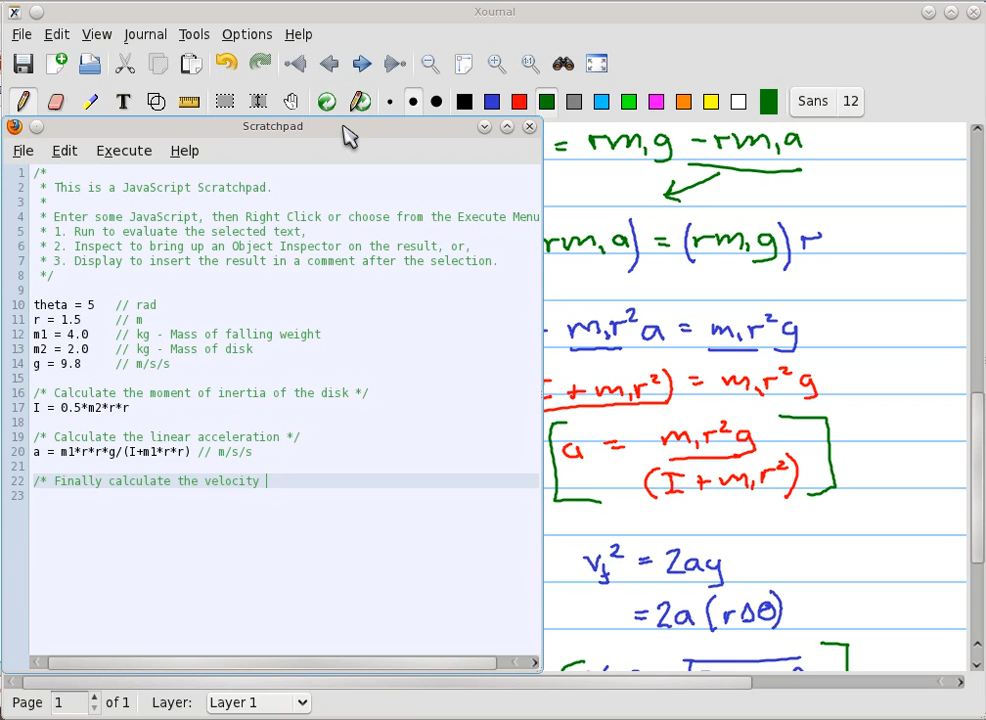 Xournal
File Edit View Journal Tools Options Help
T Sans 12
Scratchpad
File Edit Execute Help
1 /*
2 * This is a JavaScript Scratchpad.
3 *
4 * Enter some JavaScript, then Right Click or choose from the Execute Menu
5 * 1. Run to evaluate the selected text,
6 * 2. Inspect to bring up an Object Inspector on the result, or,
7 * 3. Display to insert the result in a comment after the selection.
8 */
9
10 theta = 5 // rad
11 r = 1.5 // m
12 m1 = 4.0 // kg - Mass of falling weight
13 m2 = 2.0 // kg - Mass of disk
14 g = 9.8 // m/s/s
15
16 /* Calculate the moment of inertia of the disk */
17 I = 0.5*m2*r*r
18
19 /* Calculate the linear acceleration */
20 a = m1*r*r*g/(I+m1*r*r) // m/s/s
21
22 /* Finally calculate the velocity
23
= rm₁g - rm₁a
rm₁a) = (rm₁g) r
m₁r²a = m₁r²g
+ m₁r²) = m₁r²g
[a = m₁r²g / (I + m₁r²)]
v_f² = 2ay
= 2a(rΔθ)
Page 1 of 1 Layer: Layer 1